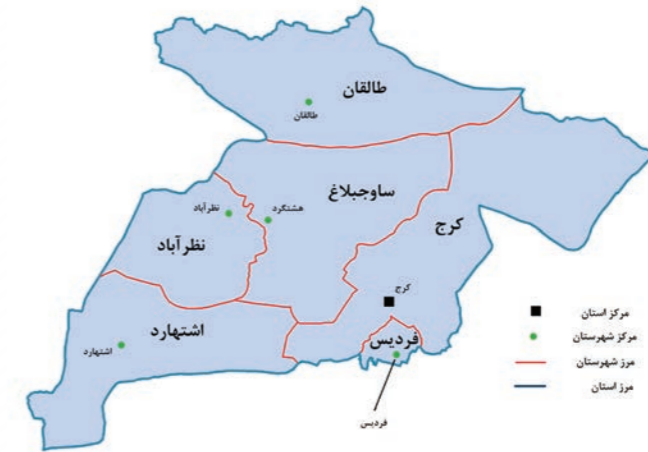 طالقان
طالقان
ساوجبلاغ
هشتگرد
نظرآباد
نظرآباد
کرج
کرج
اشتهارد
اشتهارد
فردیس
فردیس
مرکز استان
مرکز شهرستان
مرز شهرستان
مرز استان